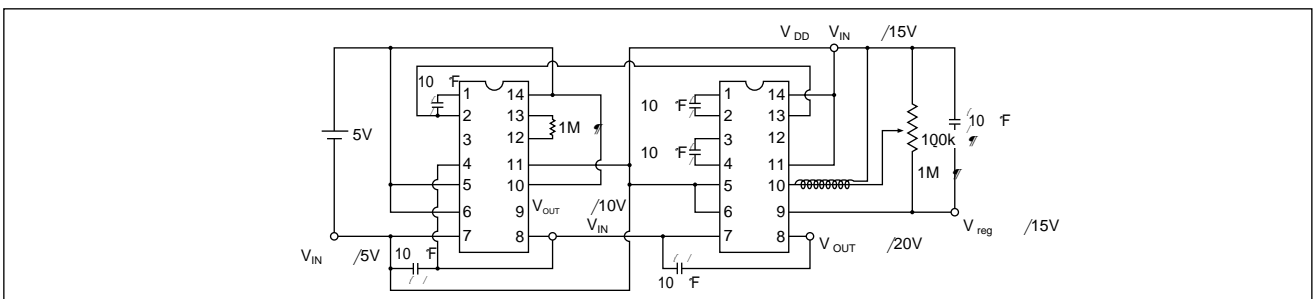 V DD V IN /15V
10 ℉
1 14
2 13
3 12
4 11
5 10
6 9
7 8
1M
5V
V OUT /10V
V IN
V IN /5V
10 ℉
10 ℉
10 ℉
1 14
2 13
3 12
4 11
5 10
6 9
7 8
10 ℉
100k
1M
V reg /15V
V OUT /20V
10 ℉